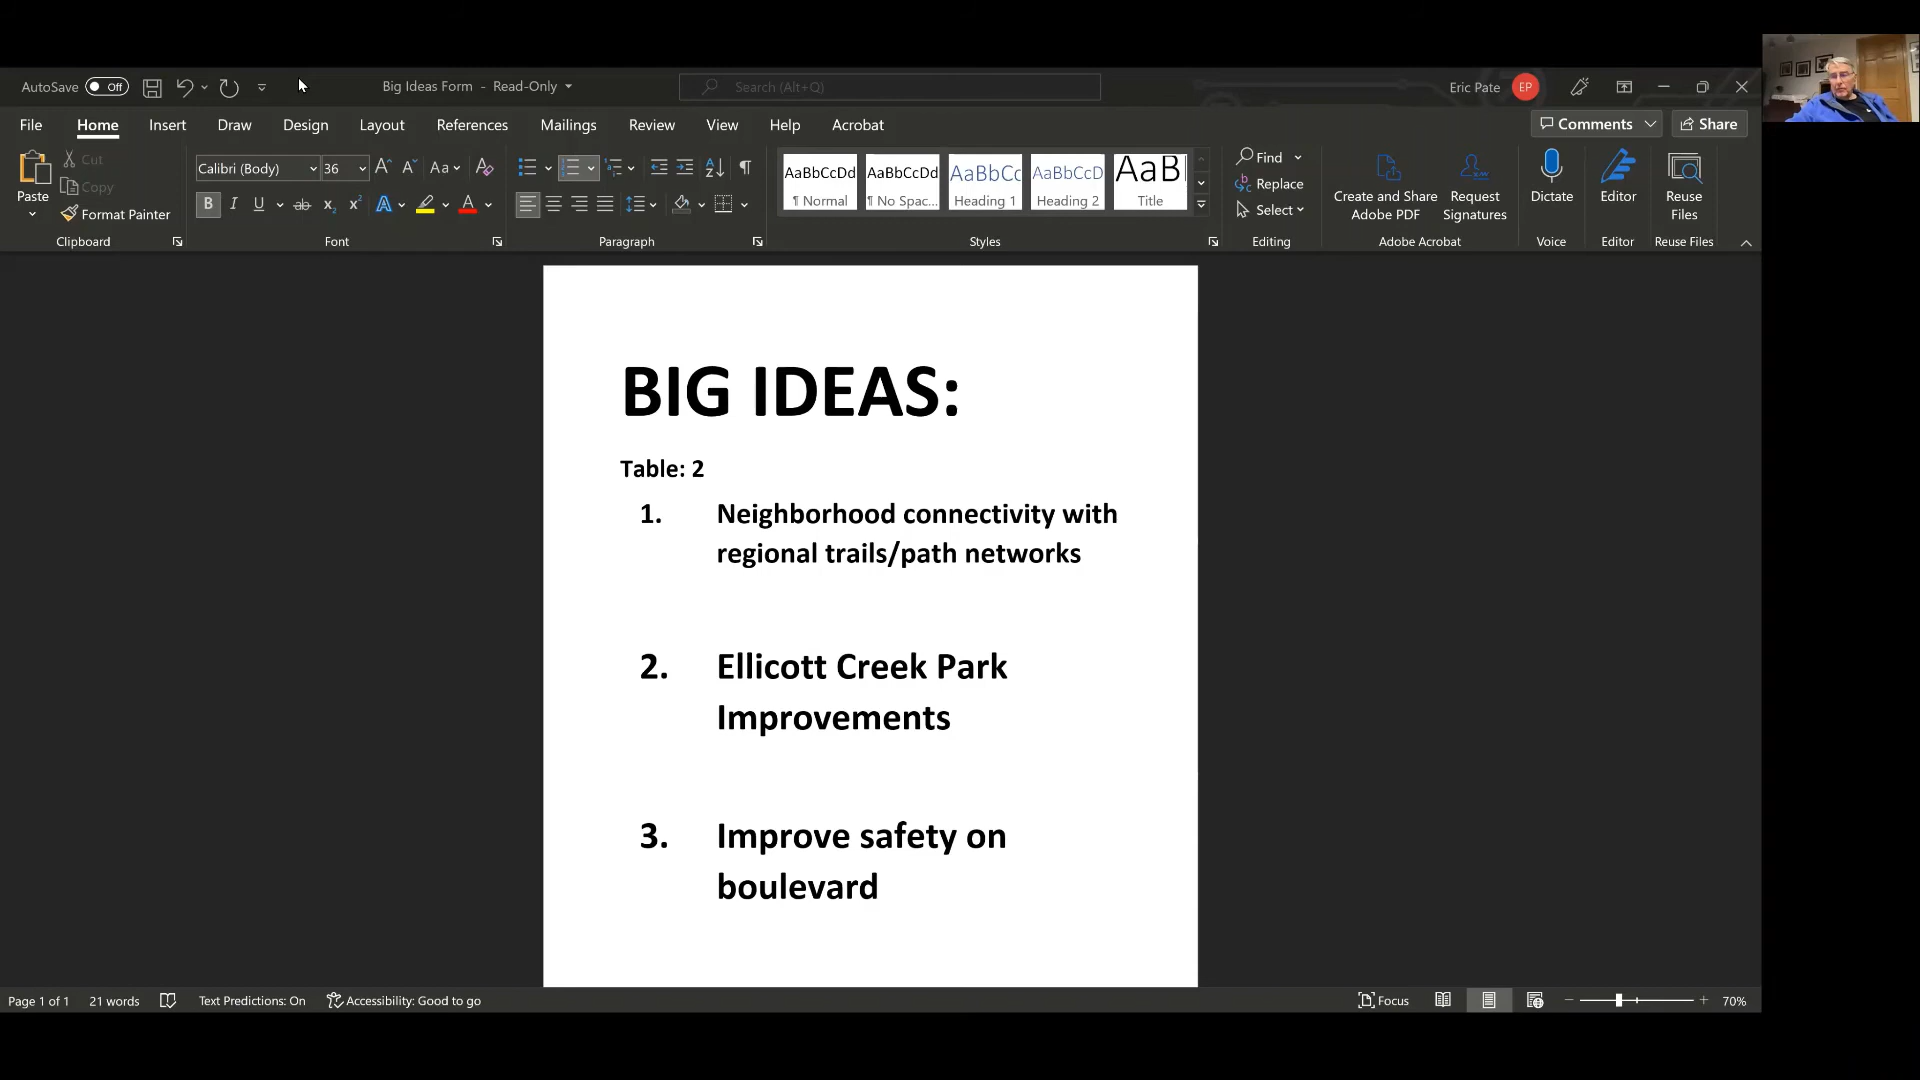 AutoSave Off
Big Ideas Form - Read-Only
Search (Alt+Q)
Eric Pate EP
File Home Insert Draw Design Layout References Mailings Review View Help Acrobat Comments Share
Paste
Cut
Copy
Format Painter
Clipboard
Calibri (Body) 36
Font
Paragraph
AaBbCcDd AaBbCcDd AaBbCc AaBbCcD AaB
¶ Normal ¶ No Spac... Heading 1 Heading 2 Title
Styles
Find
Replace
Select
Editing
Create and Share
Adobe PDF
Request
Signatures
Adobe Acrobat
Dictate
Voice
Editor
Editor
Reuse
Files
Reuse Files
BIG IDEAS:
Table: 2
1. Neighborhood connectivity with
regional trails/path networks
2. Ellicott Creek Park
Improvements
3. Improve safety on
boulevard
Page 1 of 1 21 words Text Predictions: On Accessibility: Good to go Focus 70%